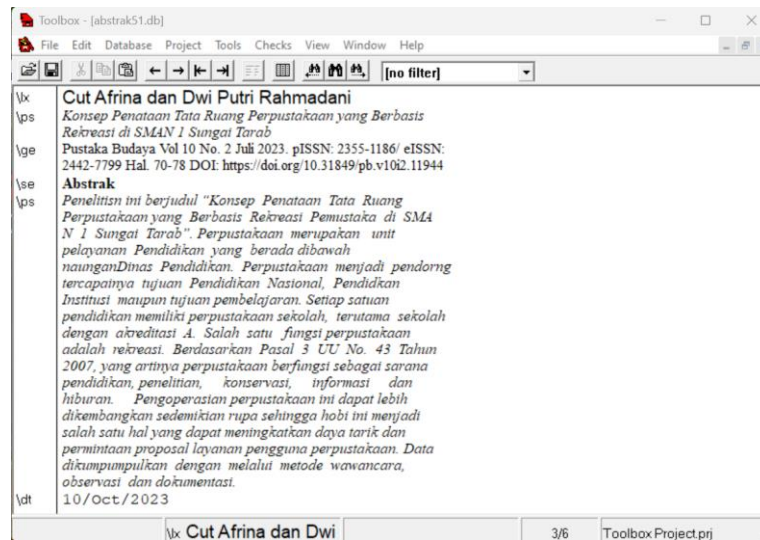 Toolbox - [abstrak51.db]
File Edit Database Project Tools Checks View Window Help
[no filter]
\lx Cut Afrina dan Dwi Putri Rahmadani
\ps Konsep Penataan Tata Ruang Perpustakaan yang Berbasis
Rekreasi di SMAN 1 Sungai Tarab
\ge Pustaka Budaya Vol 10 No. 2 Juli 2023. pISSN: 2355-1186/ eISSN:
2442-7799 Hal. 70-78 DOI: https://doi.org/10.31849/pb.v10i2.11944
\se Abstrak
\ps Penelitisn ini berjudul “Konsep Penataan Tata Ruang
Perpustakaan yang Berbasis Rekreasi Pemustaka di SMA
N 1 Sungai Tarab”. Perpustakaan merupakan unit
pelayanan Pendidikan yang berada dibawah
naunganDinas Pendidikan. Perpustakaan menjadi pendorng
tercapainya tujuan Pendidikan Nasional, Pendidkan
Institusi maupun tujuan pembelajaran. Setiap satuan
pendidikan memiliki perpustakaan sekolah, terutama sekolah
dengan akreditasi A. Salah satu fungsi perpustakaan
adalah rekreasi. Berdasarkan Pasal 3 UU No. 43 Tahun
2007, yang artinya perpustakaan berfungsi sebagai sarana
pendidikan, penelitian, konservasi, informasi dan
hiburan. Pengoperasian perpustakaan ini dapat lebih
dikembangkan sedemikian rupa sehingga hobi ini menjadi
salah satu hal yang dapat meningkatkan daya tarik dan
permintaan proposal layanan pengguna perpustakaan. Data
dikumpumpulkan dengan melalui metode wawancara,
observasi dan dokumentasi.
\dt 10/Oct/2023
\lx Cut Afrina dan Dwi 3/6 Toolbox Project.prj